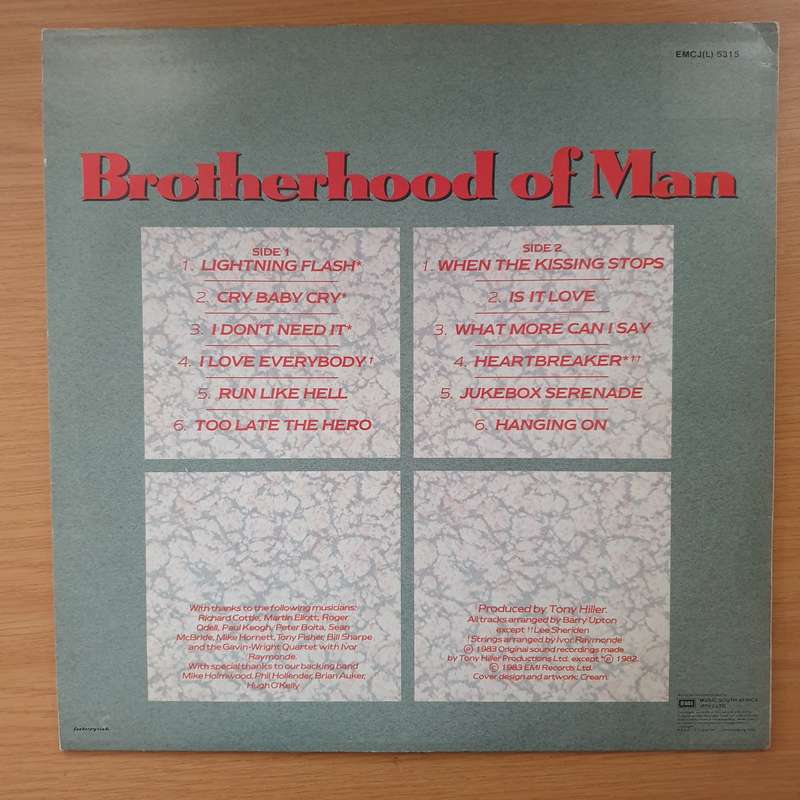 EMCJ(L) 5315
Brotherhood of Man
SIDE 1
1. LIGHTNING FLASH*
2. CRY BABY CRY*
3. I DON'T NEED IT*
4. I LOVE EVERYBODY†
5. RUN LIKE HELL
6. TOO LATE THE HERO
SIDE 2
1. WHEN THE KISSING STOPS
2. IS IT LOVE
3. WHAT MORE CAN I SAY
4. HEARTBREAKER*††
5. JUKEBOX SERENADE
6. HANGING ON
With thanks to the following musicians:
Richard Cottle, Martin Elliott, Roger
Odell, Paul Keogh, Peter Boita, Sean
McBride, Mike Hornett, Tony Fisher, Bill Sharpe
and the Gavin-Wright Quartet with Ivor
Raymonde.
With special thanks to our backing band
Mike Holmwood, Phil Hollender, Brian Auker,
Hugh O'Kelly
Produced by Tony Hiller.
All tracks arranged by Barry Upton
except ††Lee Sheriden
†Strings arranged by Ivor Raymonde
℗ 1983 Original sound recordings made
by Tony Hiller Productions Ltd. except *℗ 1982.
© 1983 EMI Records Ltd.
Cover design and artwork: Cream.
EMI
MUSIC SOUTH AFRICA
(PTY) LTD.